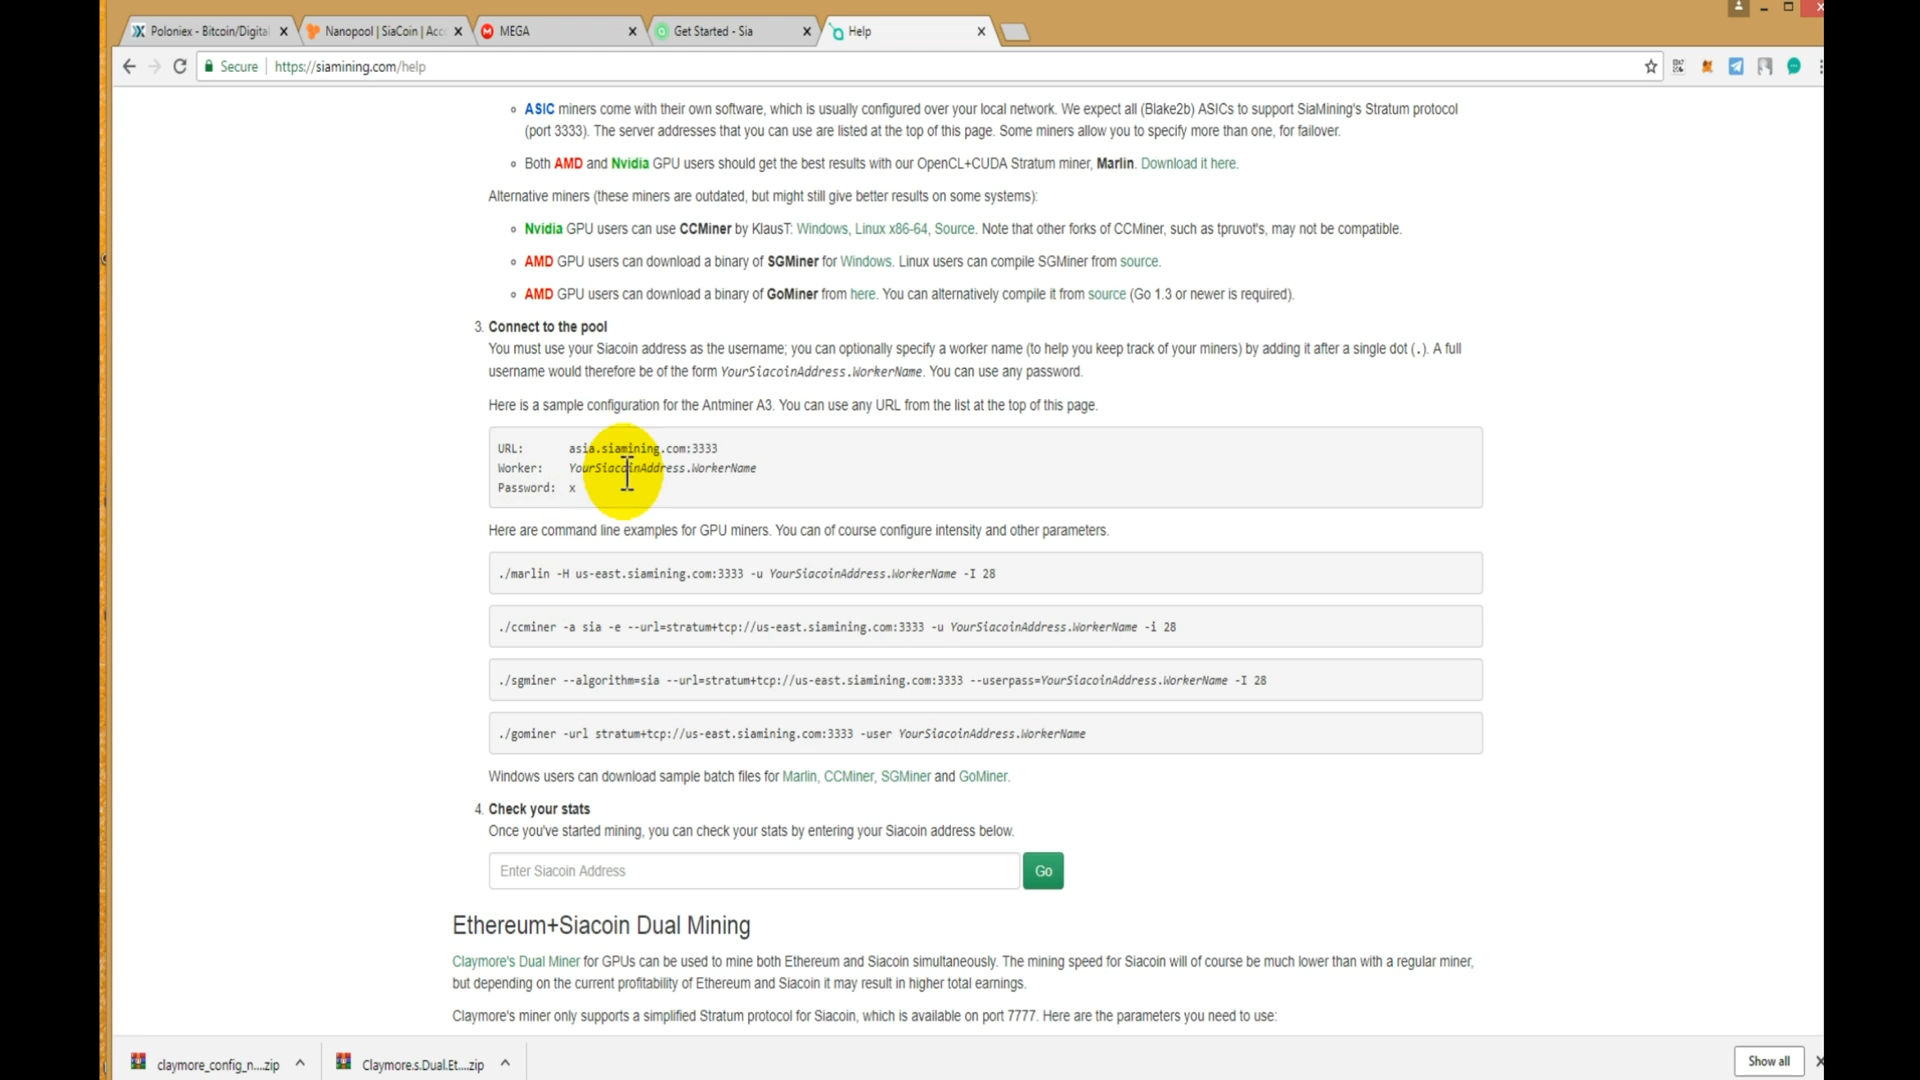 Poloniex - Bitcoin/Digital
Nanopool | SiaCoin | Acc
MEGA
Get Started - Sia
Help
Secure
https://siamining.com/help
ASIC miners come with their own software, which is usually configured over your local network. We expect all (Blake2b) ASICs to support SiaMining's Stratum protocol
(port 3333). The server addresses that you can use are listed at the top of this page. Some miners allow you to specify more than one, for failover.
Both AMD and Nvidia GPU users should get the best results with our OpenCL+CUDA Stratum miner, Marlin. Download it here.
Alternative miners (these miners are outdated, but might still give better results on some systems):
Nvidia GPU users can use CCMiner by KlausT: Windows, Linux x86-64, Source. Note that other forks of CCMiner, such as tpruvot's, may not be compatible.
AMD GPU users can download a binary of SGMiner for Windows. Linux users can compile SGMiner from source.
AMD GPU users can download a binary of GoMiner from here. You can alternatively compile it from source (Go 1.3 or newer is required).
3. Connect to the pool
You must use your Siacoin address as the username; you can optionally specify a worker name (to help you keep track of your miners) by adding it after a single dot (.). A full
username would therefore be of the form YourSiacoinAddress.WorkerName. You can use any password.
Here is a sample configuration for the Antminer A3. You can use any URL from the list at the top of this page.
URL: asia.siamining.com:3333
Worker: YourSiacoinAddress.WorkerName
Password: x
Here are command line examples for GPU miners. You can of course configure intensity and other parameters.
./marlin -H us-east.siamining.com:3333 -u YourSiacoinAddress.WorkerName -I 28
./ccminer -a sia -e --url=stratum+tcp://us-east.siamining.com:3333 -u YourSiacoinAddress.WorkerName -i 28
./sgminer --algorithm=sia --url=stratum+tcp://us-east.siamining.com:3333 --userpass=YourSiacoinAddress.WorkerName -I 28
./gominer -url stratum+tcp://us-east.siamining.com:3333 -user YourSiacoinAddress.WorkerName
Windows users can download sample batch files for Marlin, CCMiner, SGMiner and GoMiner.
4. Check your stats
Once you've started mining, you can check your stats by entering your Siacoin address below.
Enter Siacoin Address
Go
Ethereum+Siacoin Dual Mining
Claymore's Dual Miner for GPUs can be used to mine both Ethereum and Siacoin simultaneously. The mining speed for Siacoin will of course be much lower than with a regular miner,
but depending on the current profitability of Ethereum and Siacoin it may result in higher total earnings.
Claymore's miner only supports a simplified Stratum protocol for Siacoin, which is available on port 7777. Here are the parameters you need to use:
claymore_config_n....zip
Claymore.s.Dual.Et....zip
Show all